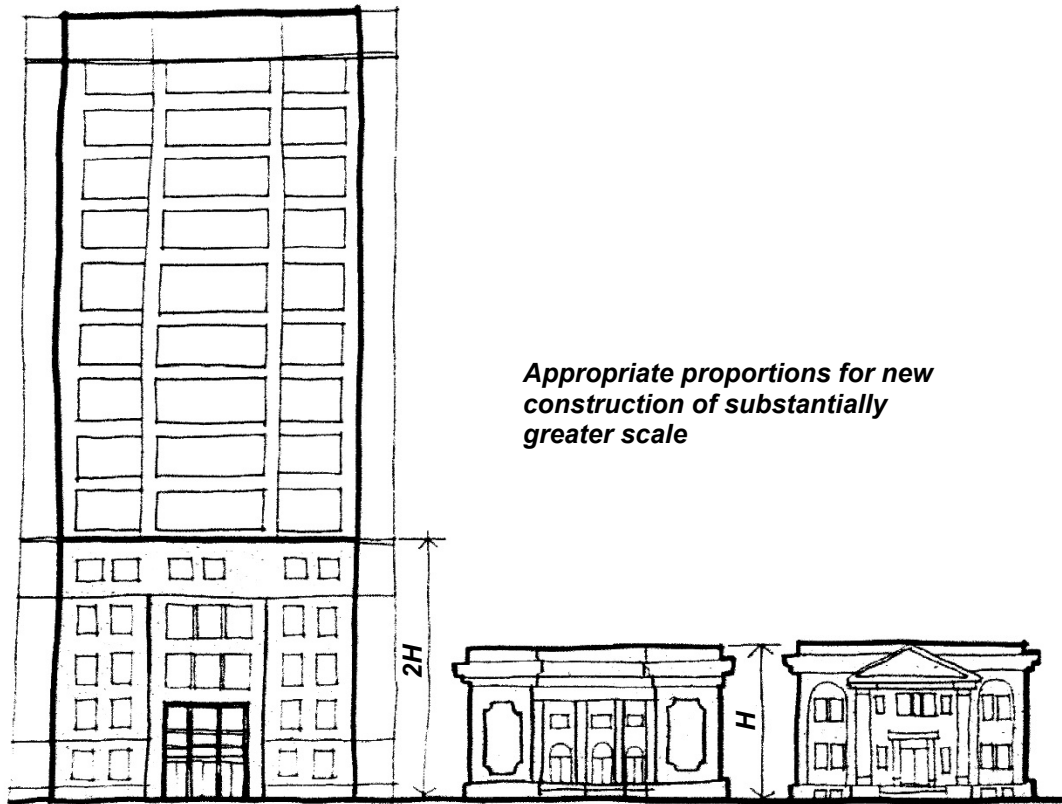 Appropriate proportions for new
construction of substantially
greater scale
2H
H